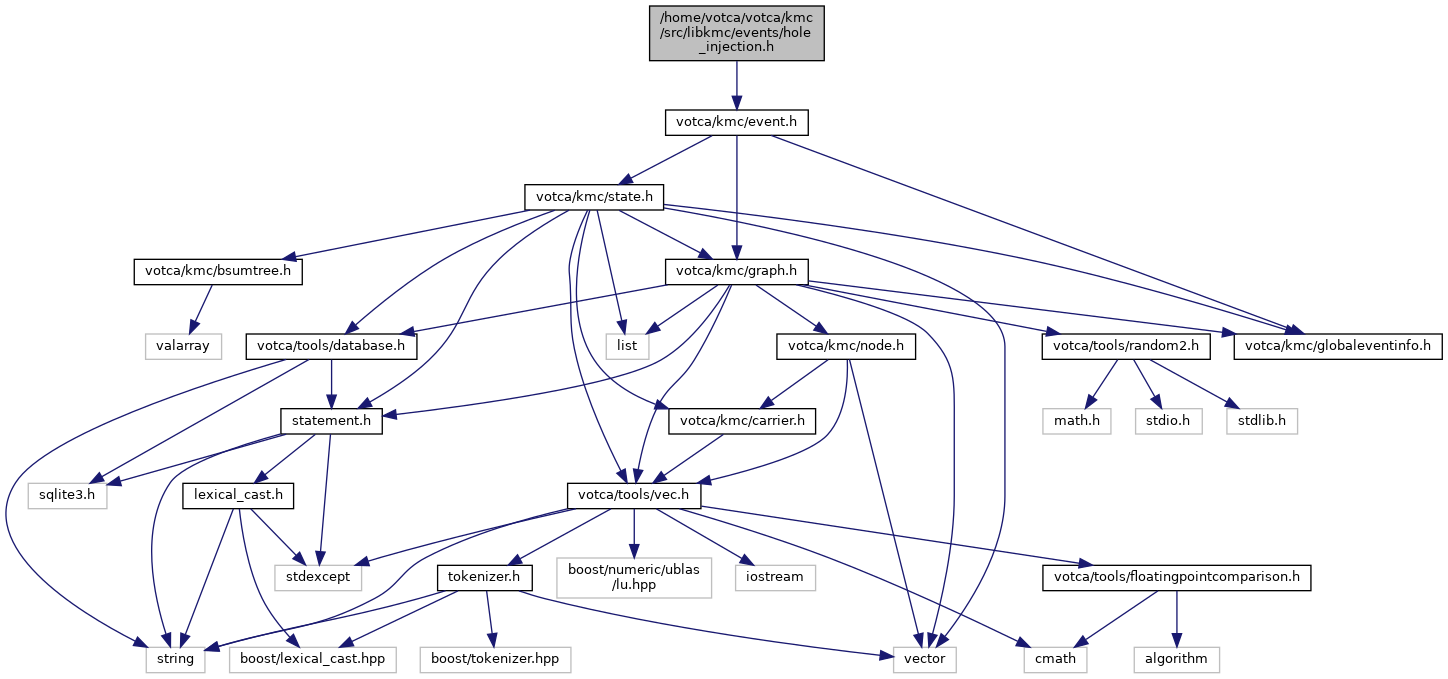 /home/votca/votca/kmc
/src/libkmc/events/hole
_injection.h
votca/kmc/event.h
votca/kmc/state.h
votca/kmc/bsumtree.h
votca/kmc/graph.h
valarray
votca/tools/database.h
list
votca/kmc/node.h
votca/tools/random2.h
votca/kmc/globaleventinfo.h
statement.h
votca/kmc/carrier.h
math.h
stdio.h
stdlib.h
sqlite3.h
lexical_cast.h
votca/tools/vec.h
stdexcept
tokenizer.h
boost/numeric/ublas
/lu.hpp
iostream
votca/tools/floatingpointcomparison.h
string
boost/lexical_cast.hpp
boost/tokenizer.hpp
vector
cmath
algorithm